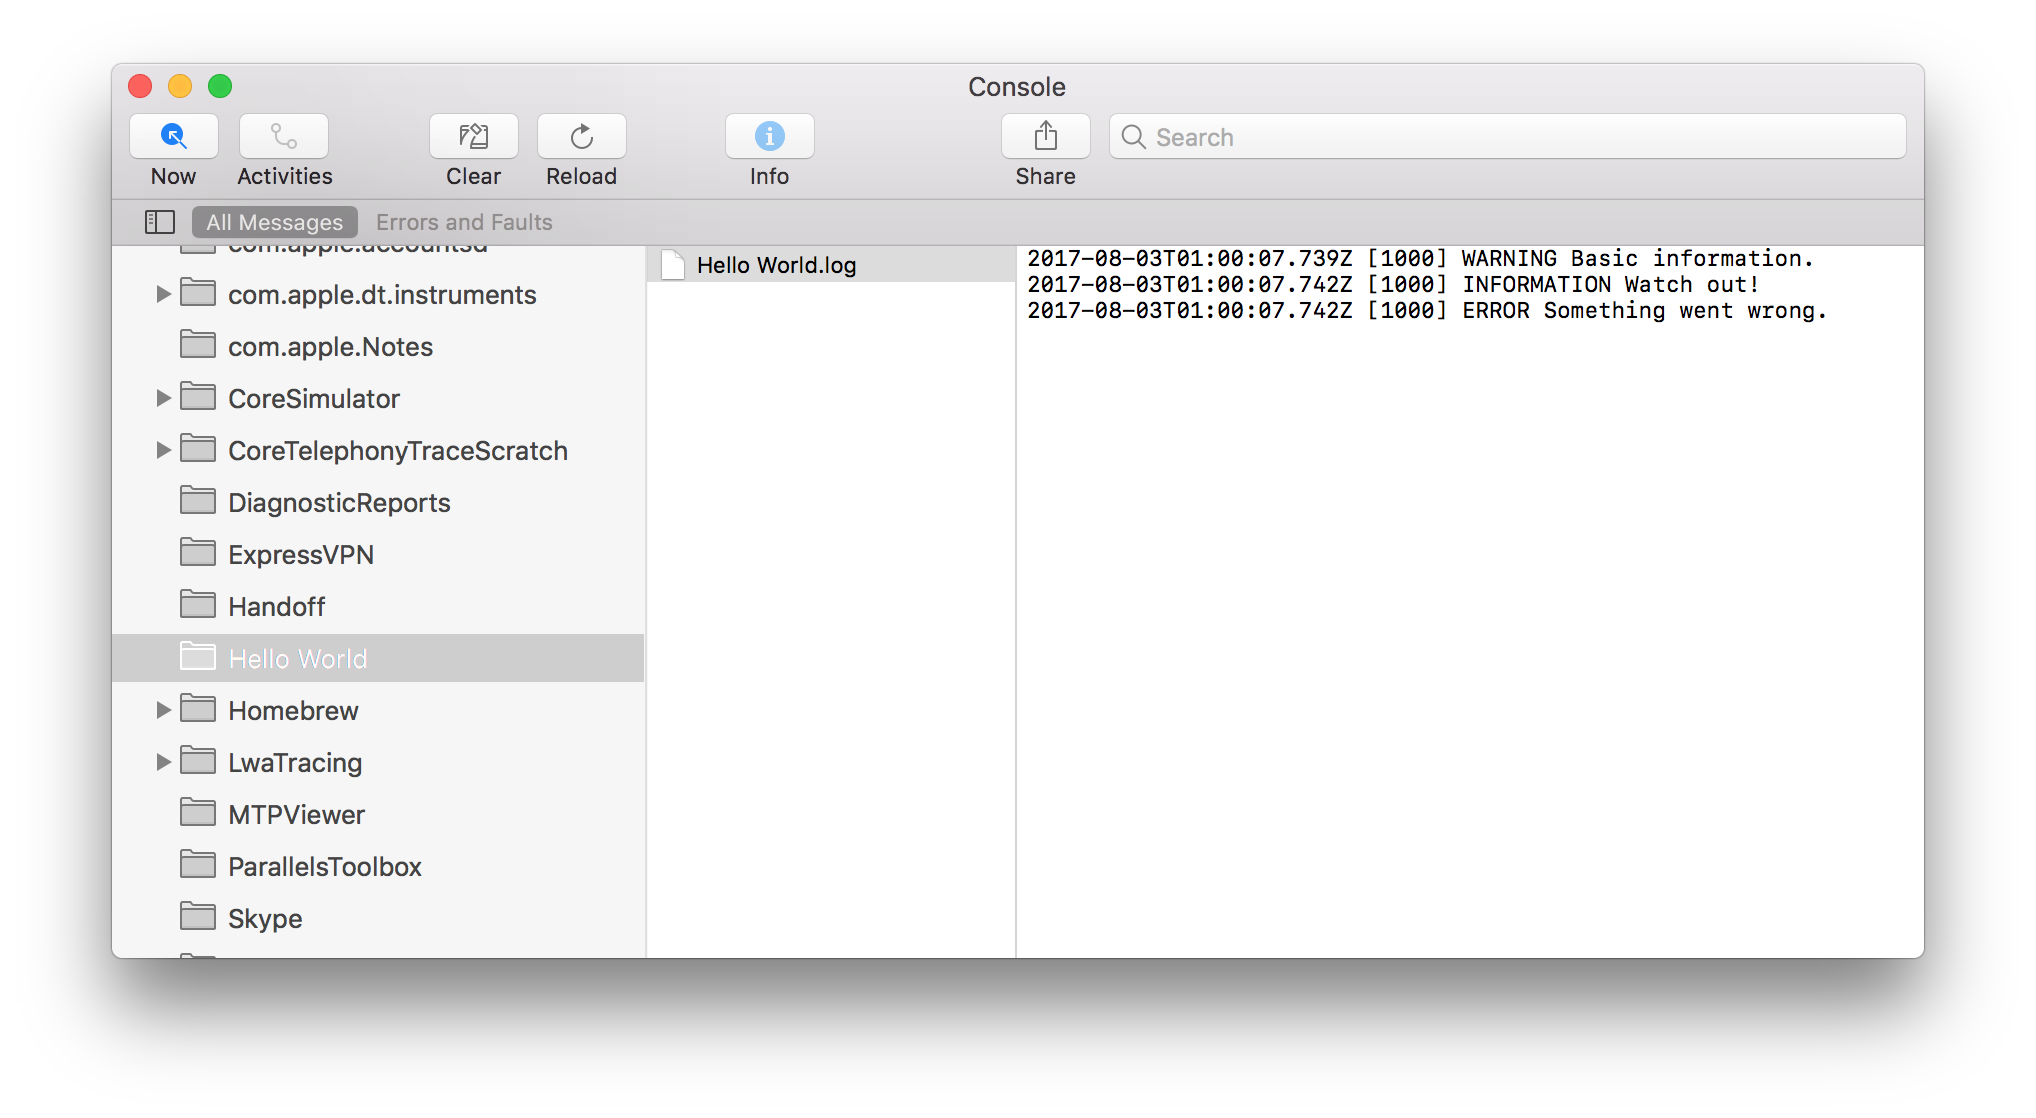 Console
Now
Activities
Clear
Reload
Info
Share
Search
All Messages
Errors and Faults
com.apple.accountsd
com.apple.dt.instruments
com.apple.Notes
CoreSimulator
CoreTelephonyTraceScratch
DiagnosticReports
ExpressVPN
Handoff
Hello World
Homebrew
LwaTracing
MTPViewer
ParallelsToolbox
Skype
Hello World.log
2017-08-03T01:00:07.739Z [1000] WARNING Basic information.
2017-08-03T01:00:07.742Z [1000] INFORMATION Watch out!
2017-08-03T01:00:07.742Z [1000] ERROR Something went wrong.